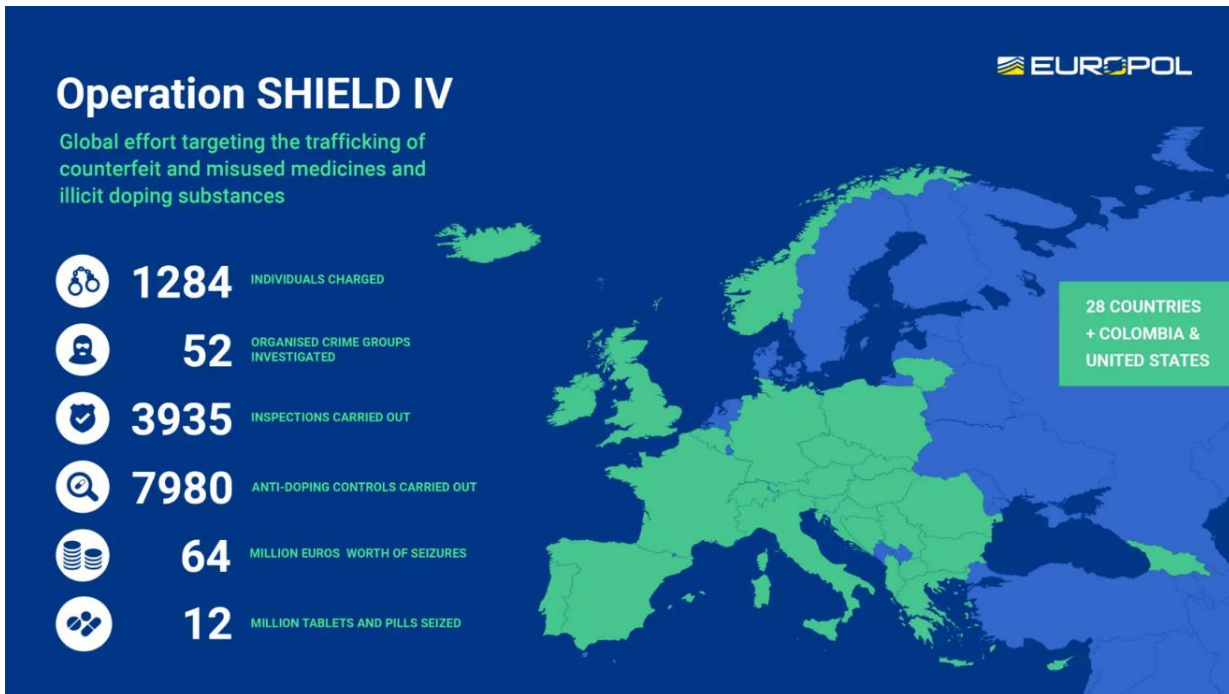 EUROPOL
Operation SHIELD IV
Global effort targeting the trafficking of
counterfeit and misused medicines and
illicit doping substances
1284 INDIVIDUALS CHARGED
52 ORGANISED CRIME GROUPS
INVESTIGATED
3935 INSPECTIONS CARRIED OUT
7980 ANTI-DOPING CONTROLS CARRIED OUT
64 MILLION EUROS WORTH OF SEIZURES
12 MILLION TABLETS AND PILLS SEIZED
28 COUNTRIES
+ COLOMBIA &
UNITED STATES